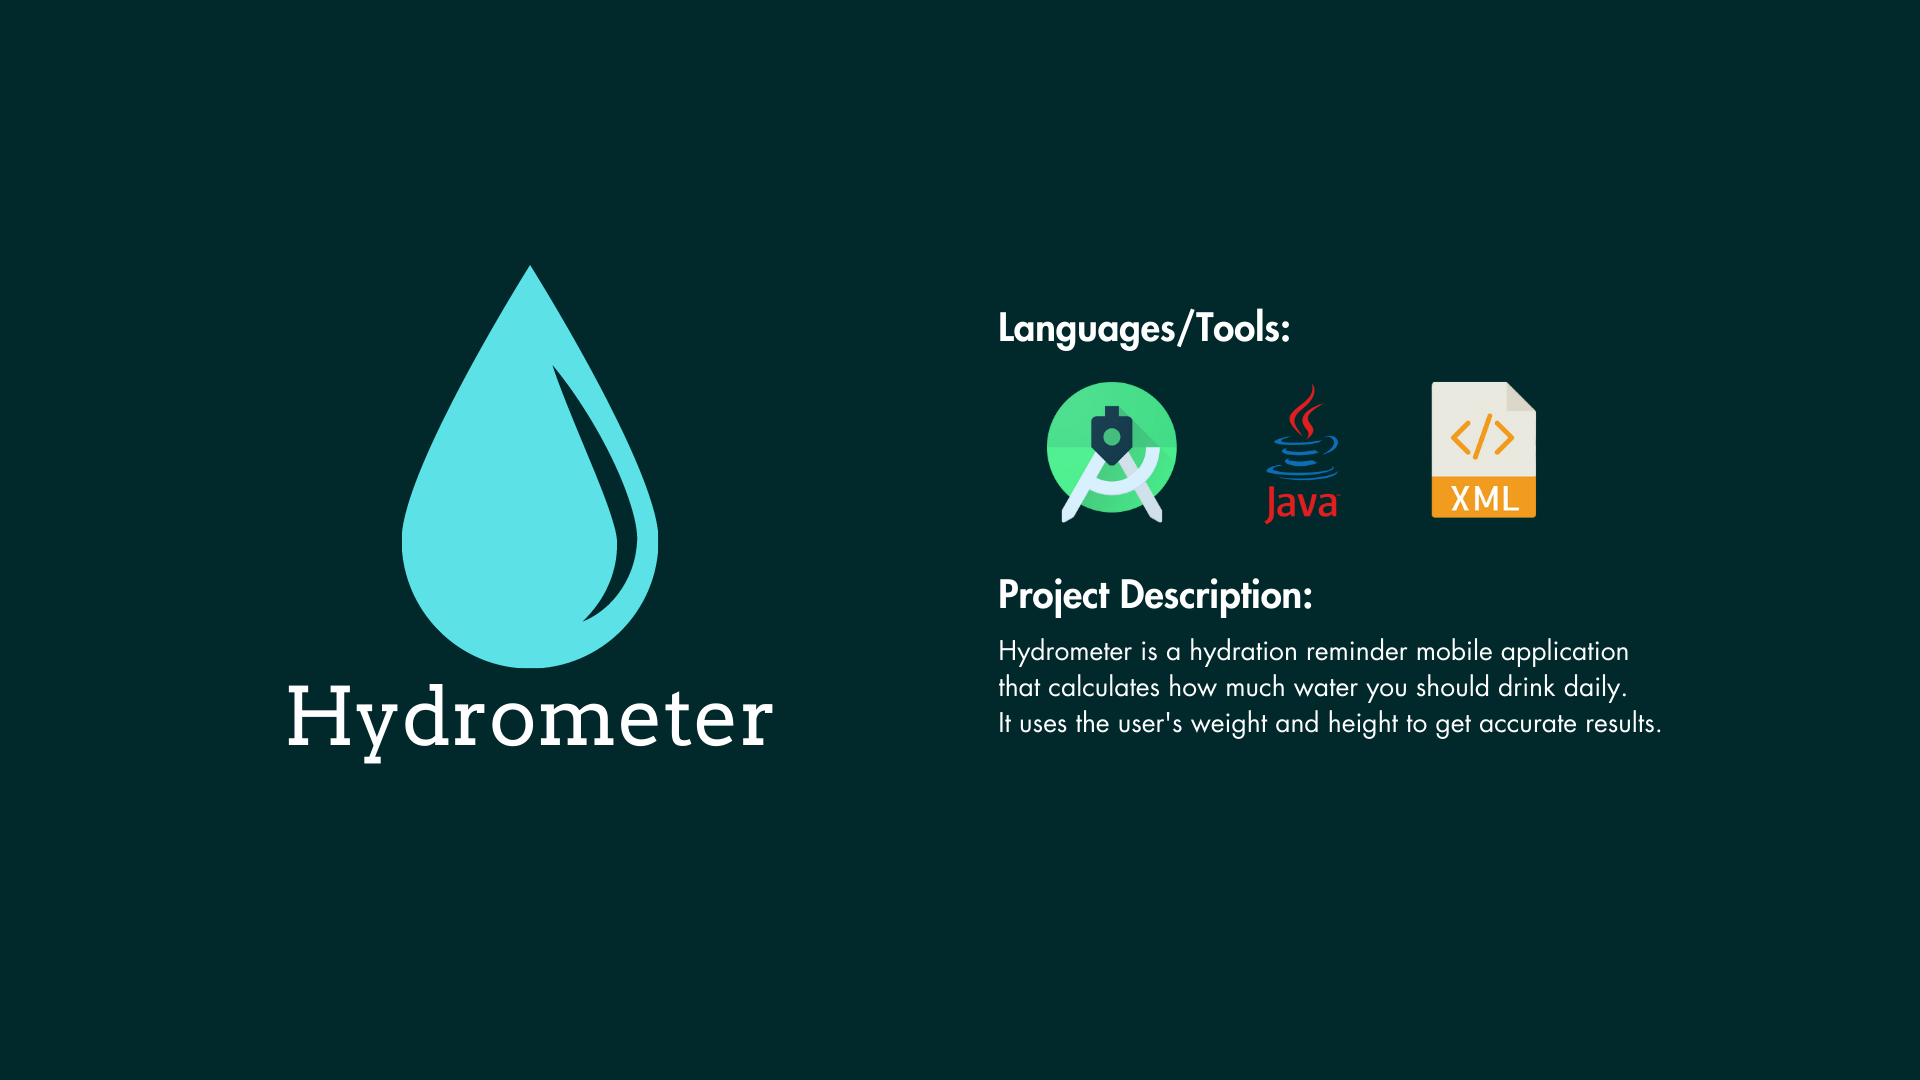 Hydrometer
Languages/Tools:
Java
</>
XML
Project Description:
Hydrometer is a hydration reminder mobile application
that calculates how much water you should drink daily.
It uses the user's weight and height to get accurate results.